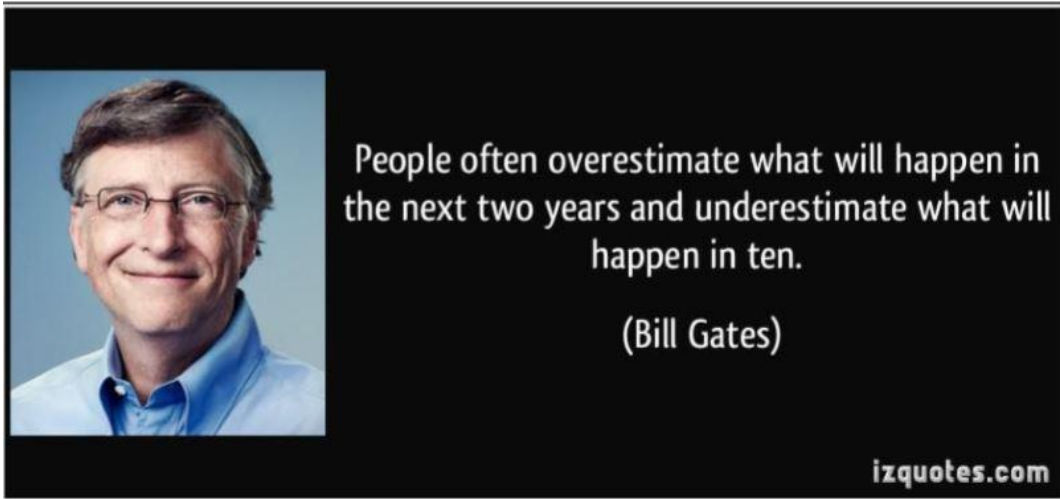 People often overestimate what will happen in
the next two years and underestimate what will
happen in ten.
(Bill Gates)
izquotes.com